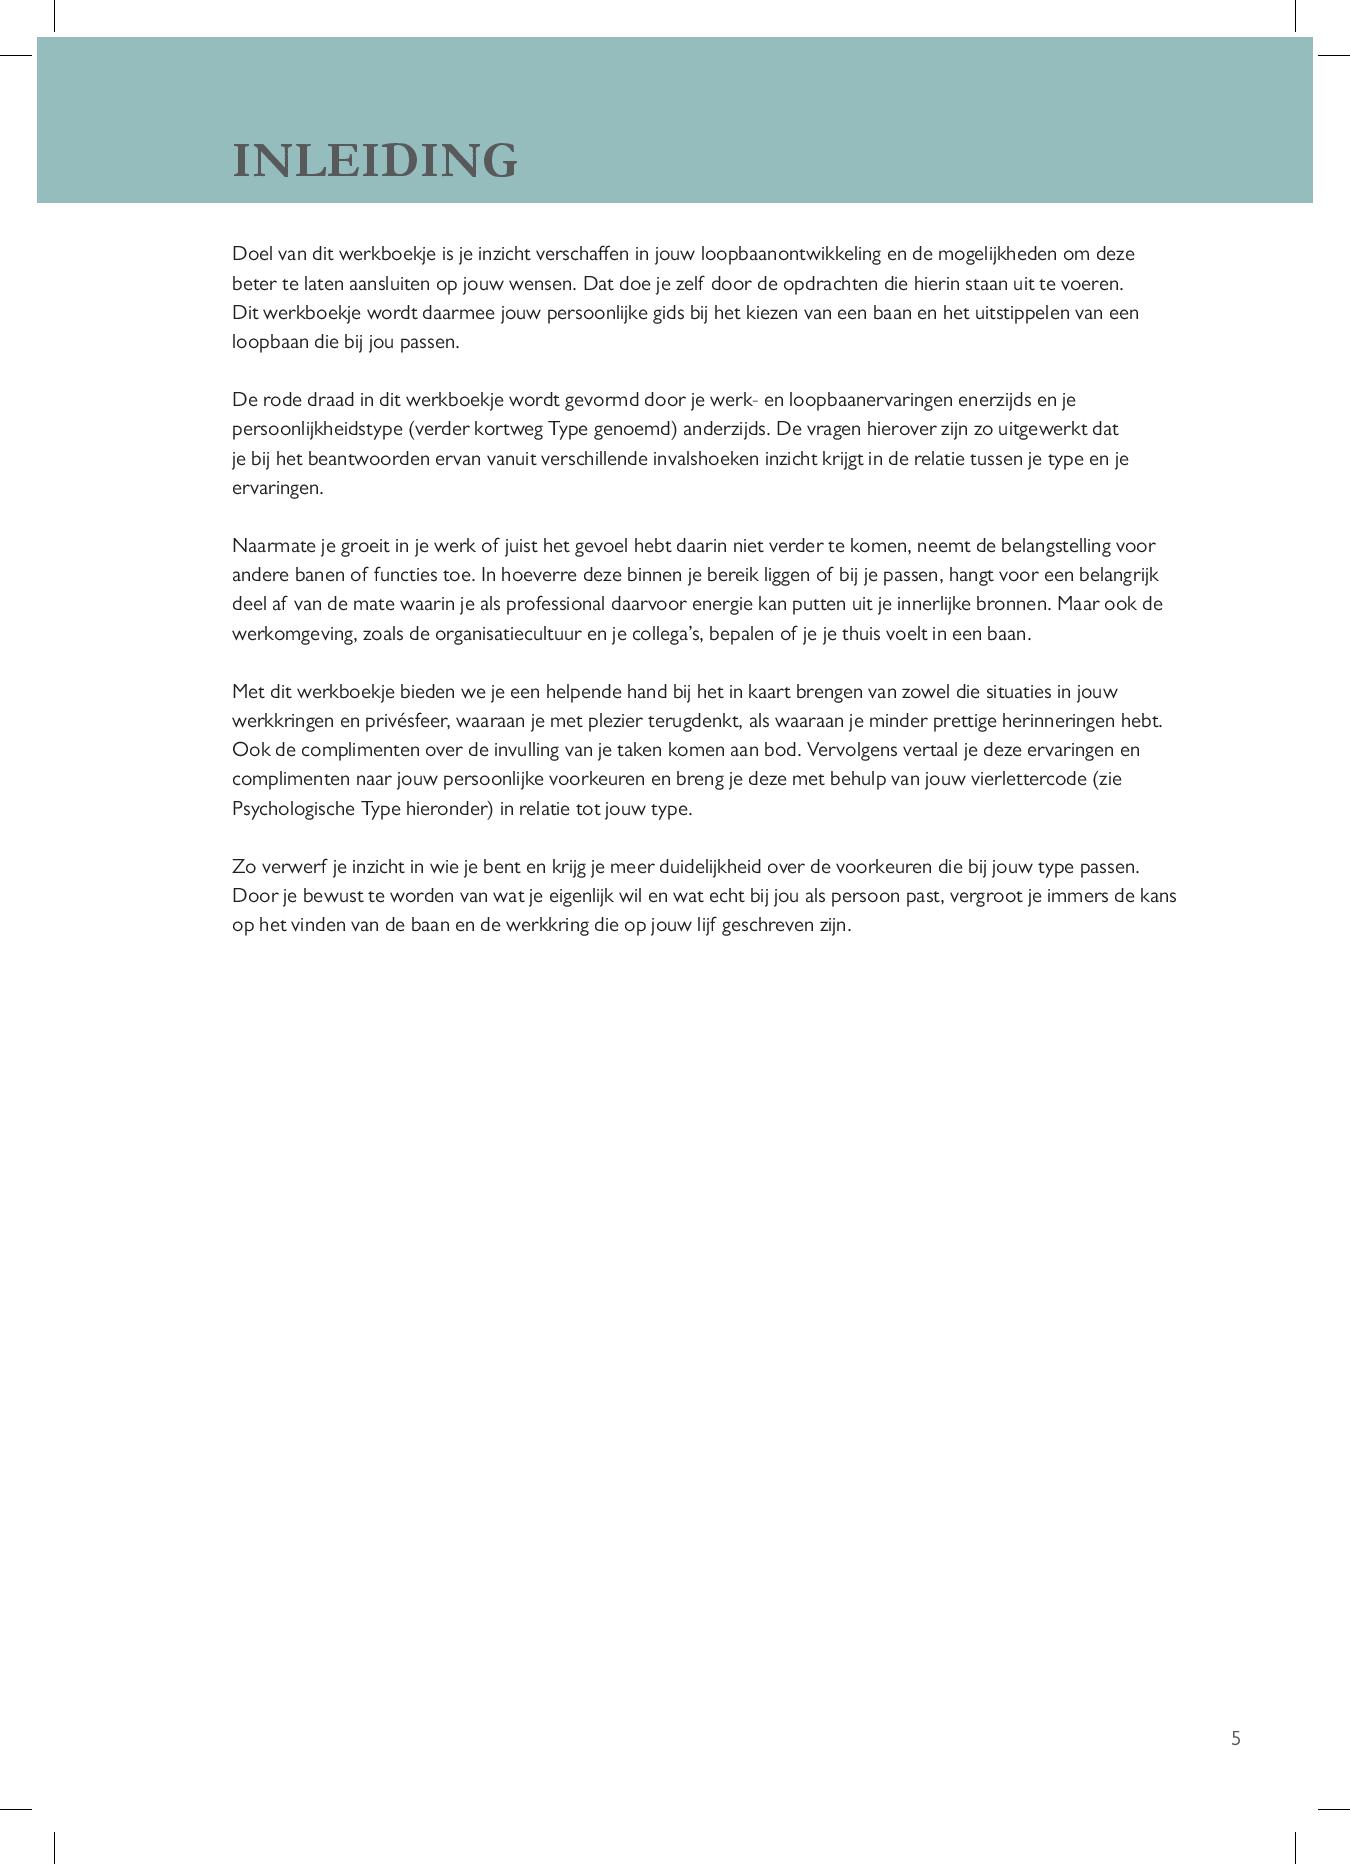 INLEIDING
Doel van dit werkboekje is je inzicht verschaffen in jouw loopbaanontwikkeling en de mogelijkheden om deze
beter te laten aansluiten op jouw wensen. Dat doe je zelf door de opdrachten die hierin staan uit te voeren.
Dit werkboekje wordt daarmee jouw persoonlijke gids bij het kiezen van een baan en het uitstippelen van een
loopbaan die bij jou passen.
De rode draad in dit werkboekje wordt gevormd door je werk- en loopbaanervaringen enerzijds en je
persoonlijkheidstype (verder kortweg Type genoemd) anderzijds. De vragen hierover zijn zo uitgewerkt dat
je bij het beantwoorden ervan vanuit verschillende invalshoeken inzicht krijgt in de relatie tussen je type en je
ervaringen.
Naarmate je groeit in je werk of juist het gevoel hebt daarin niet verder te komen, neemt de belangstelling voor
andere banen of functies toe. In hoeverre deze binnen je bereik liggen of bij je passen, hangt voor een belangrijk
deel af van de mate waarin je als professional daarvoor energie kan putten uit je innerlijke bronnen. Maar ook de
werkomgeving, zoals de organisatiecultuur en je collega’s, bepalen of je je thuis voelt in een baan.
Met dit werkboekje bieden we je een helpende hand bij het in kaart brengen van zowel die situaties in jouw
werkkringen en privésfeer, waaraan je met plezier terugdenkt, als waaraan je minder prettige herinneringen hebt.
Ook de complimenten over de invulling van je taken komen aan bod. Vervolgens vertaal je deze ervaringen en
complimenten naar jouw persoonlijke voorkeuren en breng je deze met behulp van jouw vierlettercode (zie
Psychologische Type hieronder) in relatie tot jouw type.
Zo verwerf je inzicht in wie je bent en krijg je meer duidelijkheid over de voorkeuren die bij jouw type passen.
Door je bewust te worden van wat je eigenlijk wil en wat echt bij jou als persoon past, vergroot je immers de kans
op het vinden van de baan en de werkkring die op jouw lijf geschreven zijn.
5